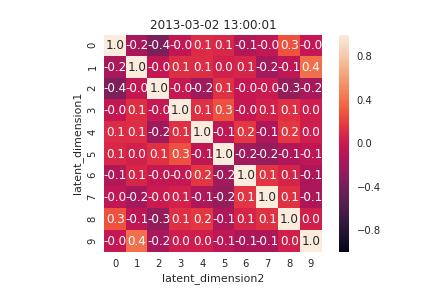 2013-03-02 13:00:01
0 1.0 -0.2 -0.4 -0.0 0.1 0.1 -0.1 -0.0 0.3 -0.0
1 -0.2 1.0 -0.0 0.1 0.1 0.0 0.1 -0.2 -0.1 0.4
2 -0.4 -0.0 1.0 -0.0 -0.2 0.1 -0.0 -0.0 -0.3 -0.2
3 -0.0 0.1 -0.0 1.0 0.1 0.3 -0.0 0.1 0.1 0.0
4 0.1 0.1 -0.2 0.1 1.0 -0.1 0.2 -0.1 0.2 0.0
5 0.1 0.0 0.1 0.3 -0.1 1.0 -0.2 -0.2 -0.1 -0.1
6 -0.1 0.1 -0.0 -0.0 0.2 -0.2 1.0 0.1 0.1 -0.1
7 -0.0 -0.2 -0.0 0.1 -0.1 -0.2 0.1 1.0 0.1 -0.1
8 0.3 -0.1 -0.3 0.1 0.2 -0.1 0.1 0.1 1.0 0.0
9 -0.0 0.4 -0.2 0.0 0.0 -0.1 -0.1 -0.1 0.0 1.0
0 1 2 3 4 5 6 7 8 9
latent_dimension2
latent_dimension1
0.8
0.4
0.0
-0.4
-0.8